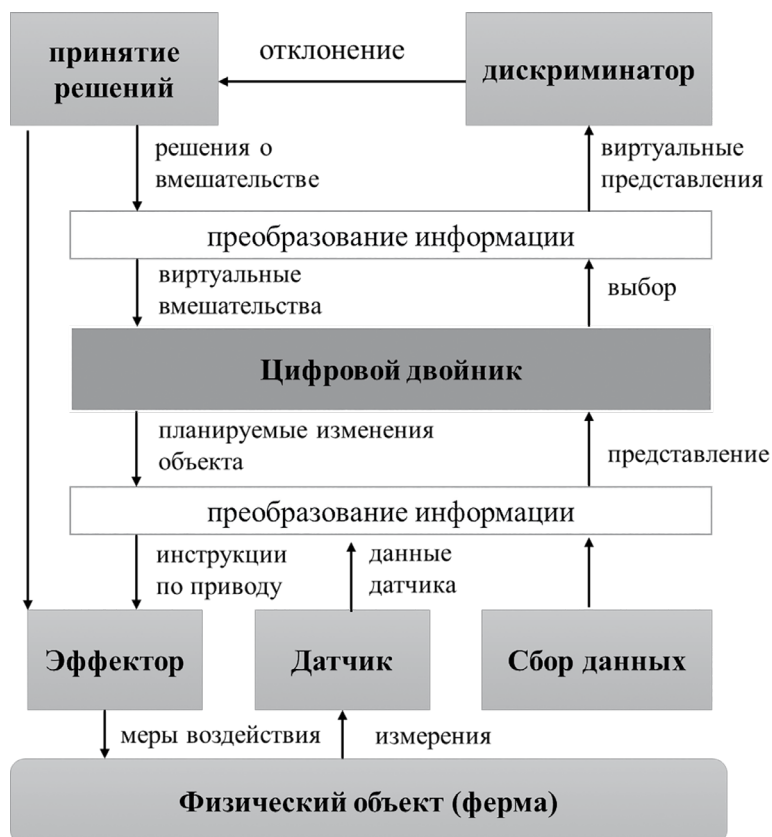 принятие
решений
отклонение
дискриминатор
решения о
вмешательстве
виртуальные
представления
преобразование информации
виртуальные
вмешательства
выбор
Цифровой двойник
планируемые изменения
объекта
представление
преобразование информации
инструкции
по приводу
данные
датчика
Эффектор
Датчик
Сбор данных
меры воздействия
измерения
Физический объект (ферма)